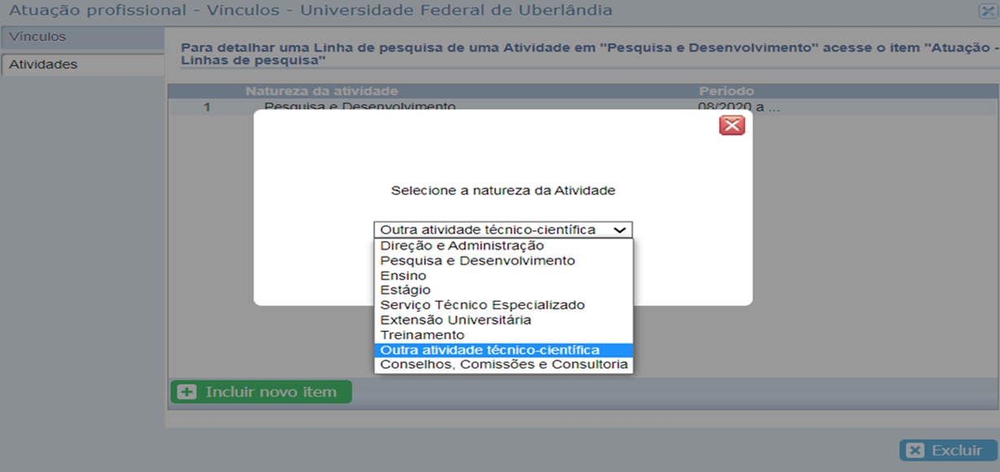 Atuação profissional - Vínculos - Universidade Federal de Uberlândia
Vínculos
Atividades
Para detalhar uma Linha de pesquisa de uma Atividade em "Pesquisa e Desenvolvimento" acesse o item "Atuação -
Linhas de pesquisa"
Natureza da atividade Período
1 Pesquisa e Desenvolvimento 08/2020 a ...
Selecione a natureza da Atividade
Outra atividade técnico-científica
Direção e Administração
Pesquisa e Desenvolvimento
Ensino
Estágio
Serviço Técnico Especializado
Extensão Universitária
Treinamento
Outra atividade técnico-científica
Conselhos, Comissões e Consultoria
Incluir novo item
Excluir